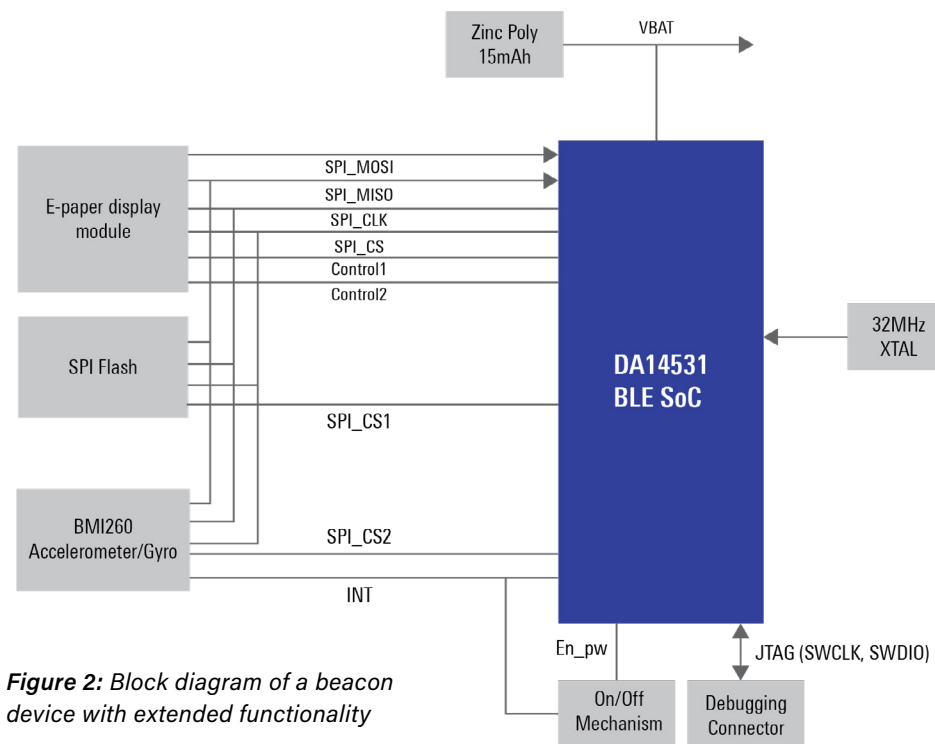 Zinc Poly
15mAh
VBAT
E-paper display
module
SPI_MOSI
SPI_MISO
SPI_CLK
SPI_CS
Control1
Control2
SPI Flash
SPI_CS1
BMI260
Accelerometer/Gyro
SPI_CS2
INT
DA14531
BLE SoC
32MHz
XTAL
En_pw
JTAG (SWCLK, SWDIO)
On/Off
Mechanism
Debugging
Connector
Figure 2: Block diagram of a beacon
device with extended functionality